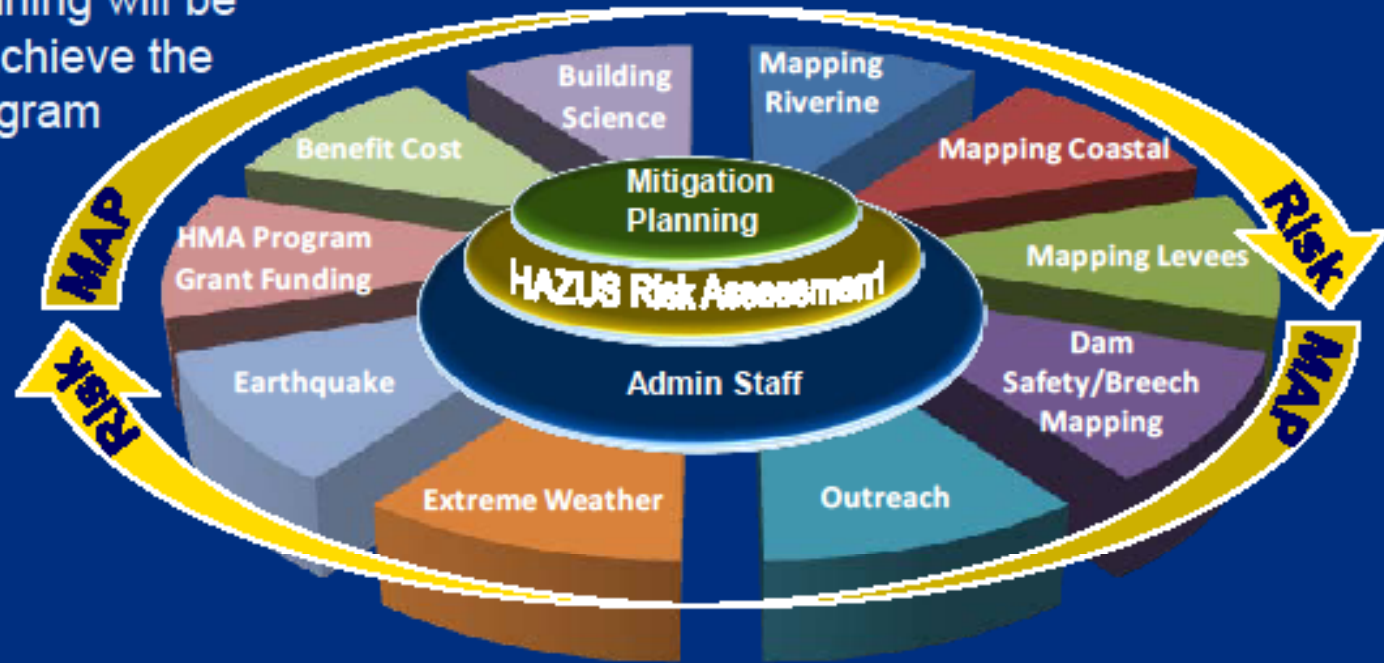 will be
chieve the
gram
Building
Science
Mapping
Riverine
Benefit Cost
Mapping Coastal
Mitigation
Planning
MAP
Risk
HMA Program
Grant Funding
Mapping Levees
HAZUS Risk Assessment
Risk
Earthquake
Admin Staff
Dam
Safety/Breech
Mapping
MAP
Extreme Weather
Outreach